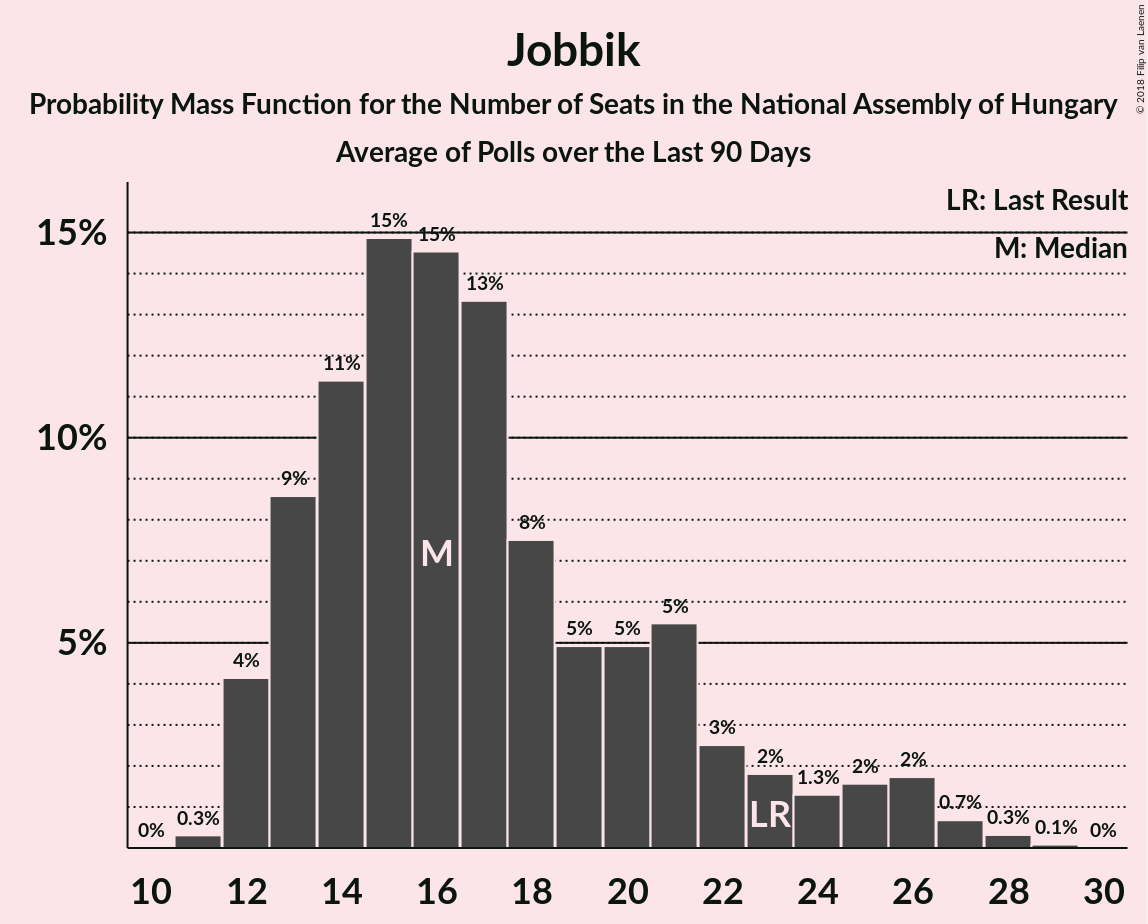 © 2018 Filip van Laenen
Jobbik
Probability Mass Function for the Number of Seats in the National Assembly of Hungary
Average of Polls over the Last 90 Days
LR: Last Result
M: Median
15%
10%
5%
0%
0.3%
4%
9%
11%
15%
15%
13%
8%
5%
5%
5%
3%
2%
1.3%
2%
2%
0.7%
0.3%
0.1%
0%
M
LR
10 12 14 16 18 20 22 24 26 28 30